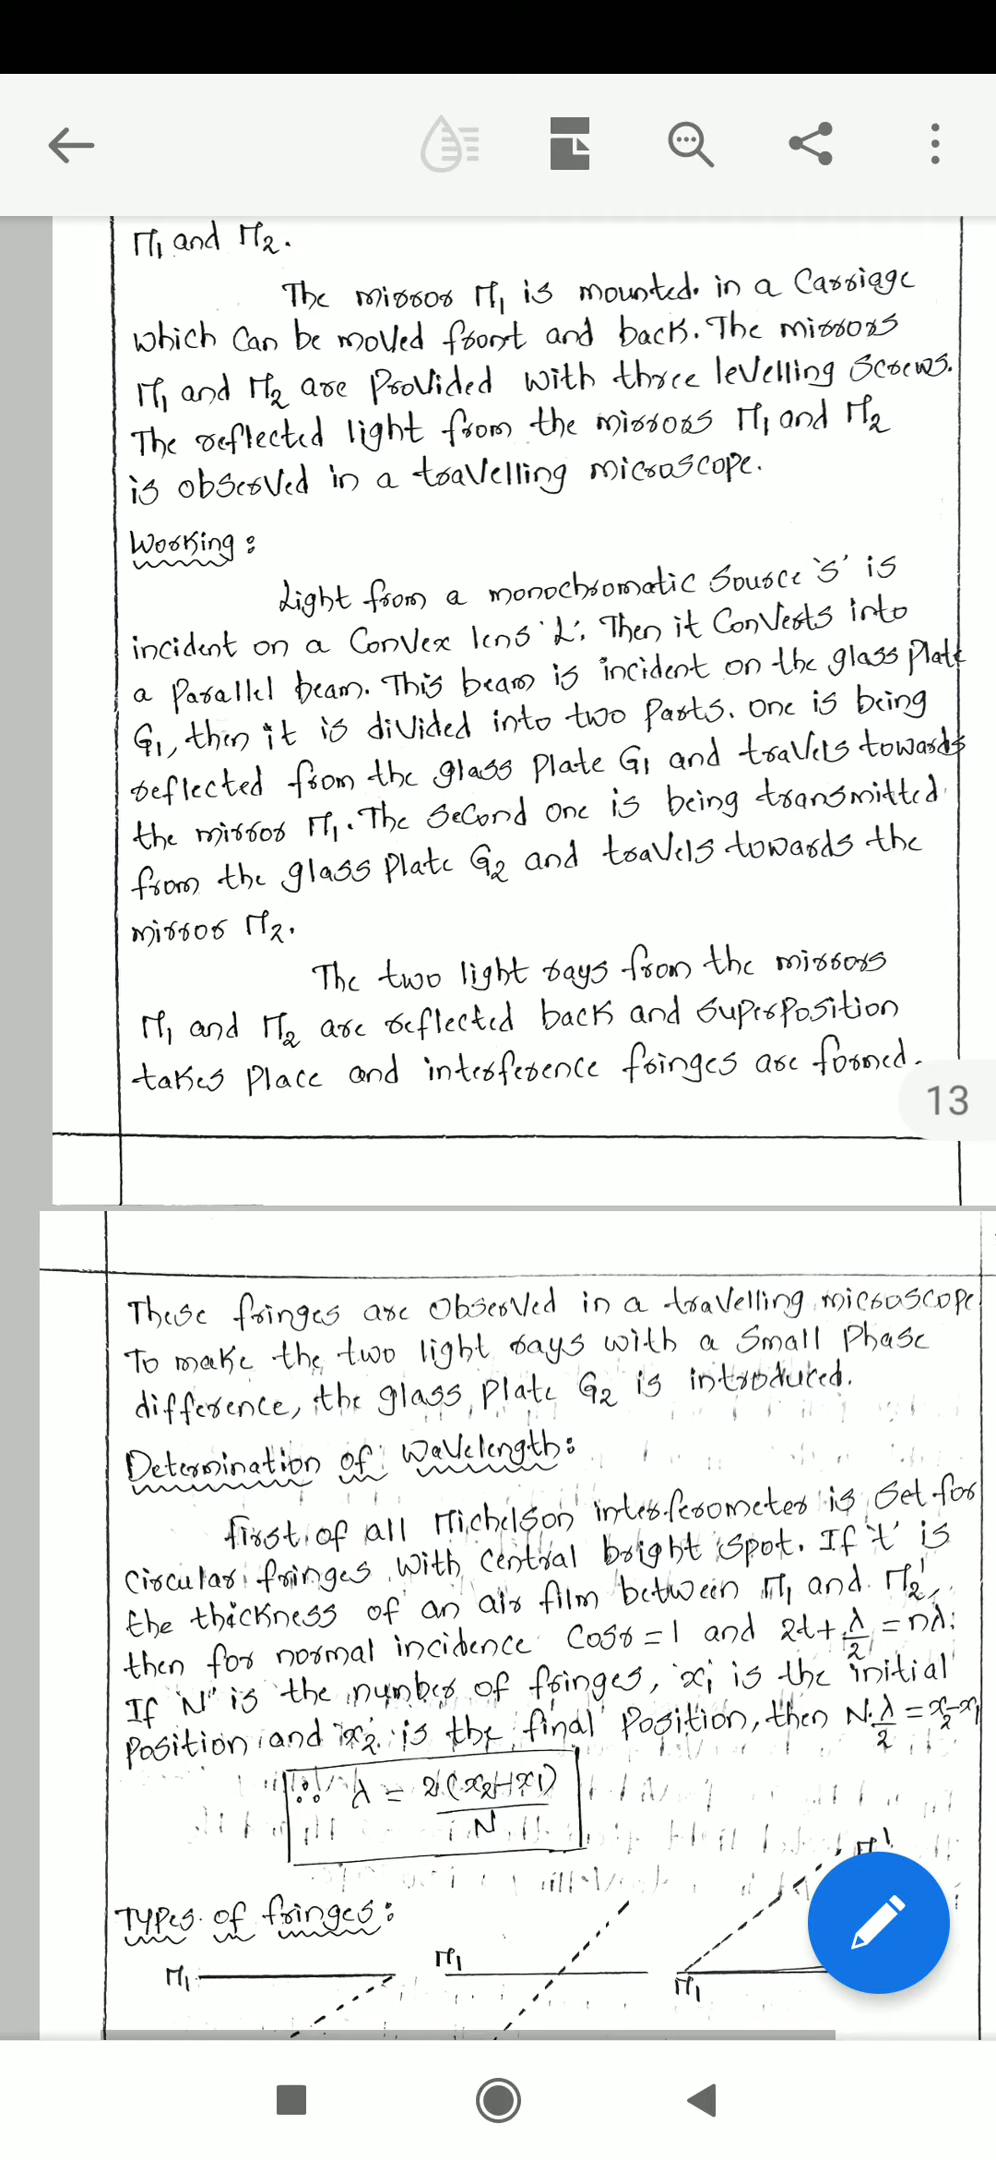 M₁ and M₂.
The mirror M₁ is mounted in a Carriage
which Can be moved front and back. The mirrors
M₁ and M₂ are Provided with three levelling Screws.
The reflected light from the mirrors M₁ and M₂
is observed in a travelling microscope.
Working:
Light from a monochromatic Source 'S' is
incident on a Convex lens 'L'. Then it Converts into
a Parallel beam. This beam is incident on the glass Plate
G₁, then it is divided into two Parts. one is being
reflected from the glass Plate G₁ and travels towards
the mirror M₁. The Second one is being transmitted
from the glass Plate G₂ and travels towards the
mirror M₂.
The two light rays from the mirrors
M₁ and M₂ are reflected back and Superposition
takes Place and interference fringes are formed.
13
These fringes are Observed in a travelling microscope
To make the two light rays with a Small Phase
difference, the glass Plate G₂ is introduced.
Determination of Wavelength:
first of all Michelson interferometer is Set for
Circular fringes with Central bright spot. If 't' is
the thickness of an air film between M₁ and M₂',
then for normal incidence Cosr = 1 and 2t + λ/2 = nλ.
If 'N' is the number of fringes, 'x₁ is the initial
Position and 'x₂' is the final Position, then N·λ/2 = x₂-x₁
∴ λ = 2(x₂-x₁)/N
Types of fringes:
M₁ M₁ M₁